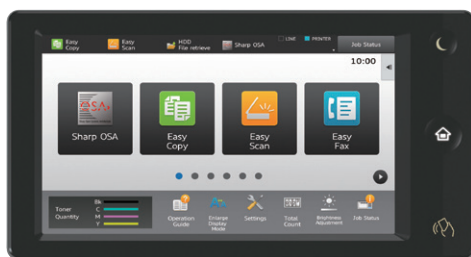 Easy
Copy
Easy
Scan
HDD
File retrieve
Sharp OSA
LINE
PRINTER
Job Status
10:00
OSA
Sharp OSA
Easy
Copy
Easy
Scan
Easy
Fax
Toner
Quantity
Bk
C
M
Y
Operation
Guide
Enlarge
Display
Mode
Settings
Total
Count
Brightness
Adjustment
Job Status